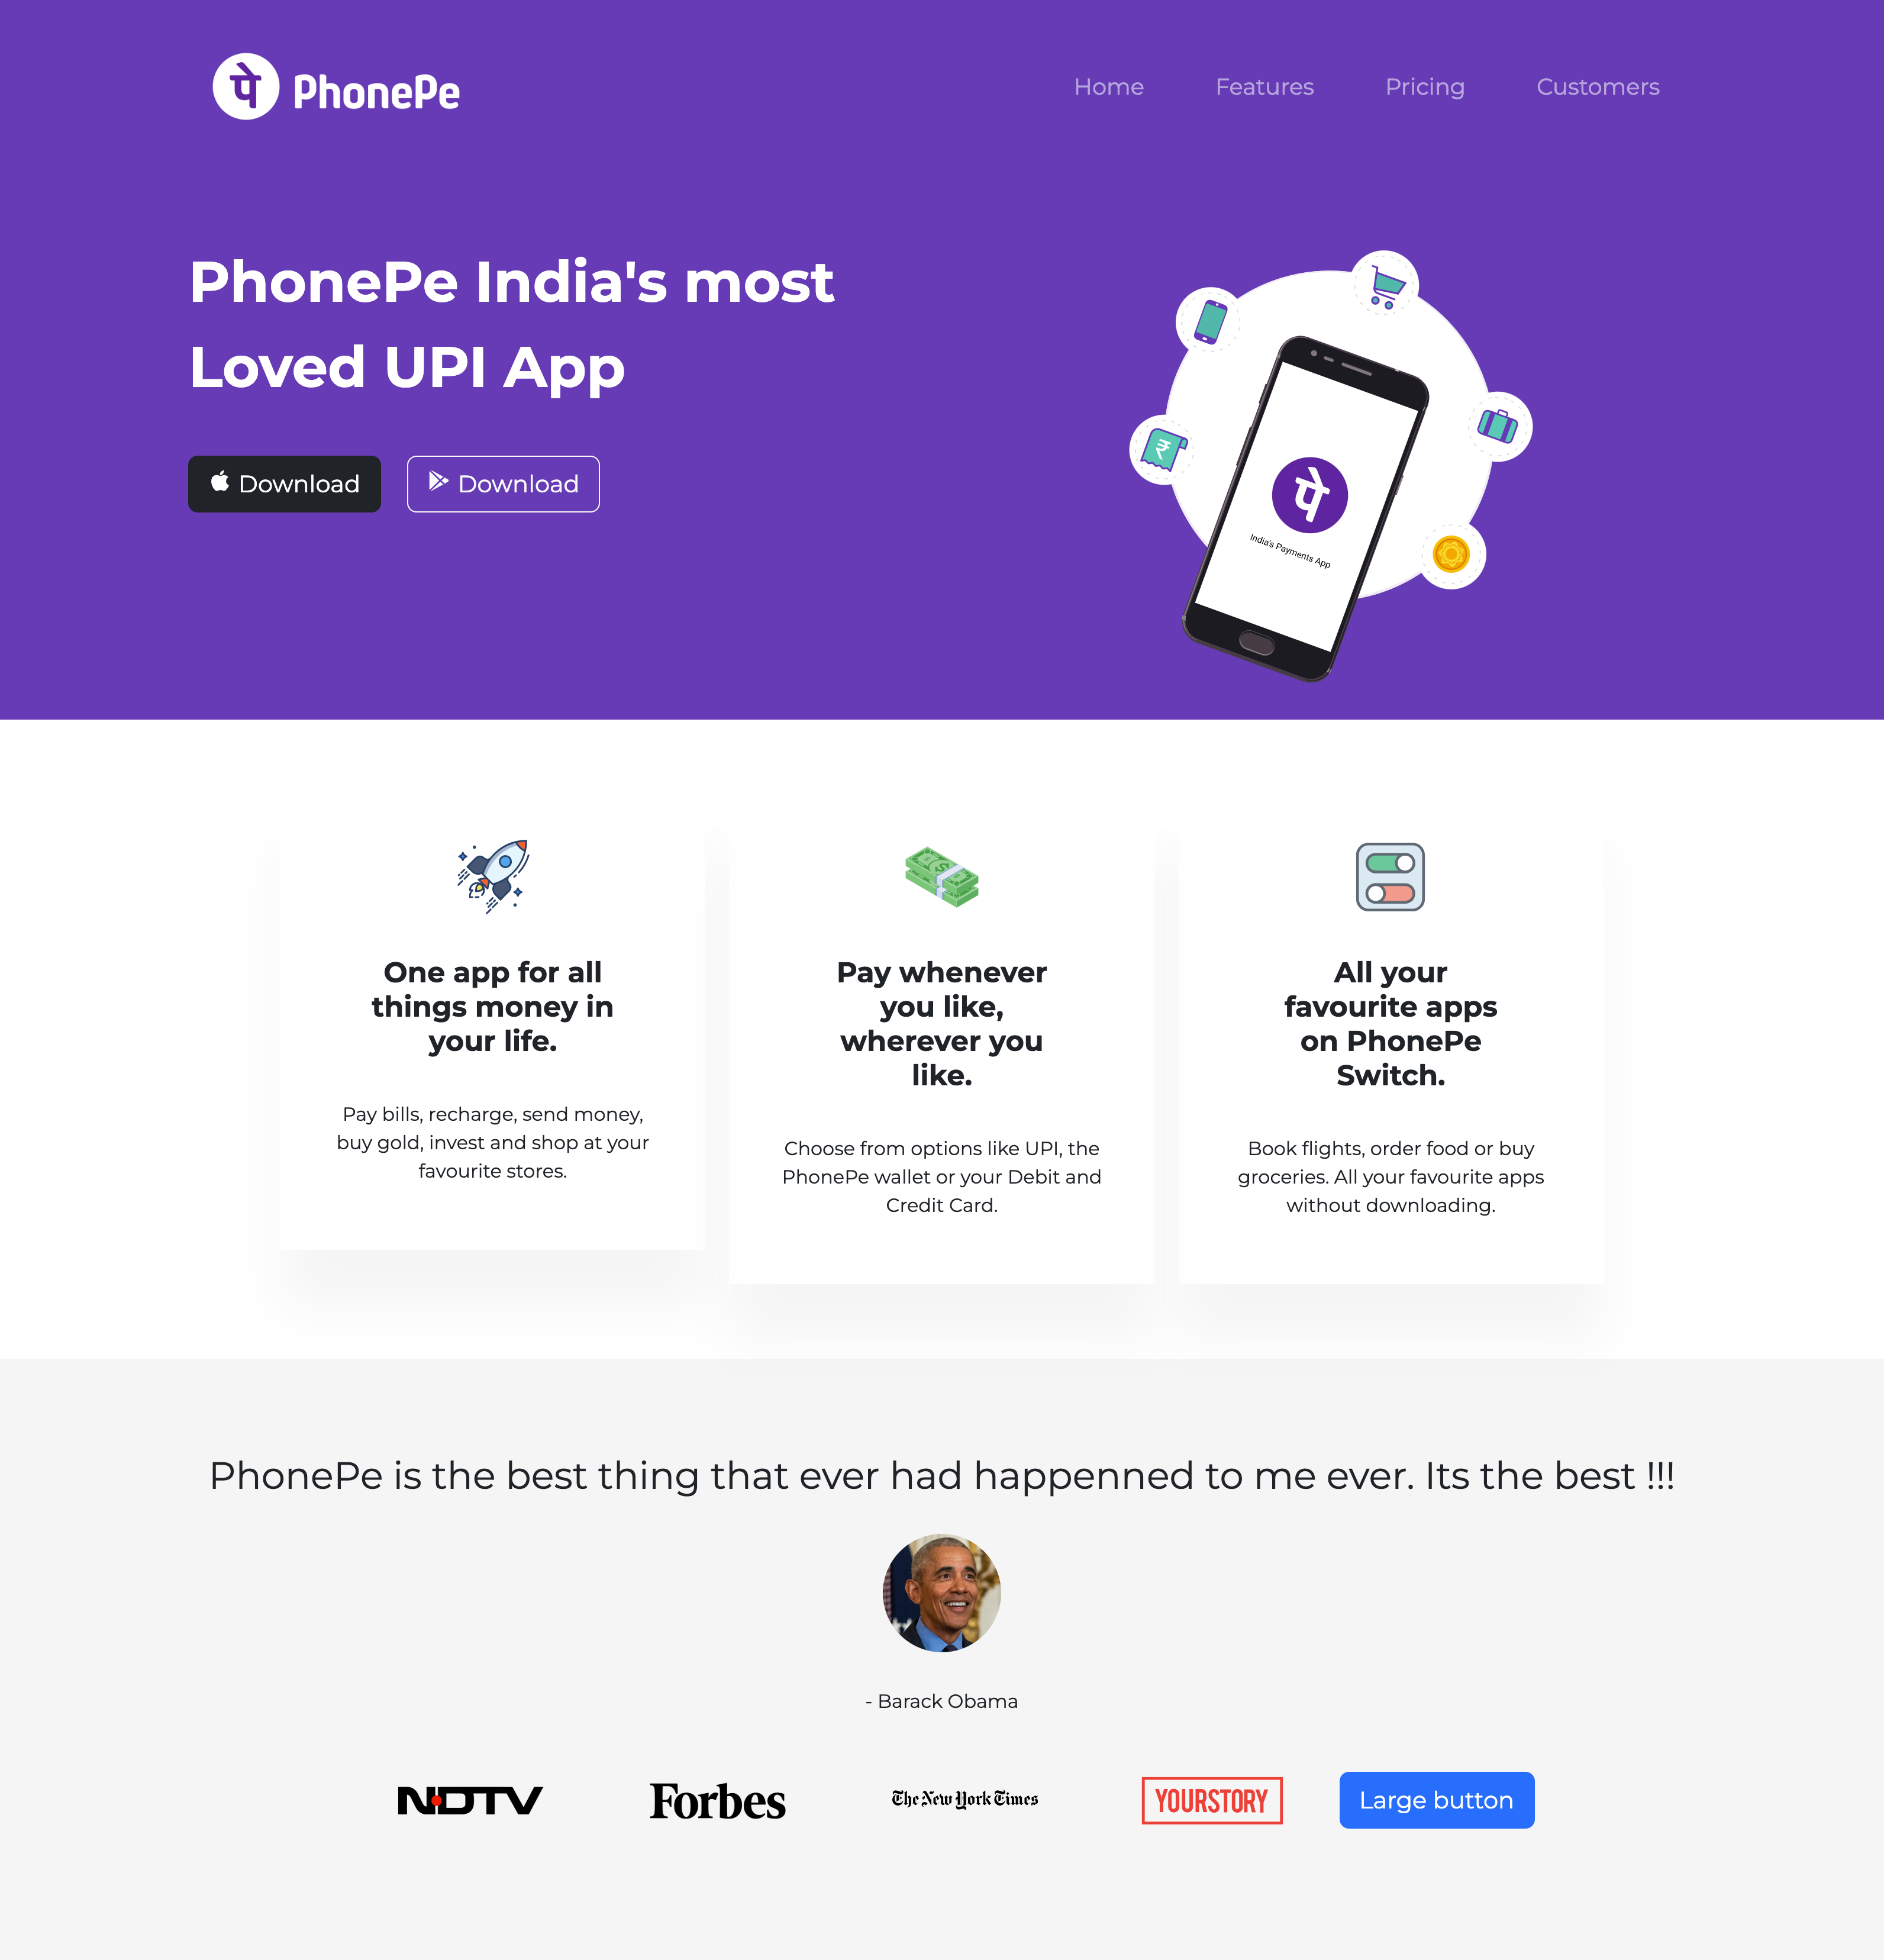 पे PhonePe
Home Features Pricing Customers
PhonePe India's most
Loved UPI App
Download Download
₹
पे
India's Payments App
One app for all
things money in
your life.
Pay bills, recharge, send money,
buy gold, invest and shop at your
favourite stores.
Pay whenever
you like,
wherever you
like.
Choose from options like UPI, the
PhonePe wallet or your Debit and
Credit Card.
All your
favourite apps
on PhonePe
Switch.
Book flights, order food or buy
groceries. All your favourite apps
without downloading.
PhonePe is the best thing that ever had happenned to me ever. Its the best !!!
- Barack Obama
NDTV Forbes The New York Times YOURSTORY Large button